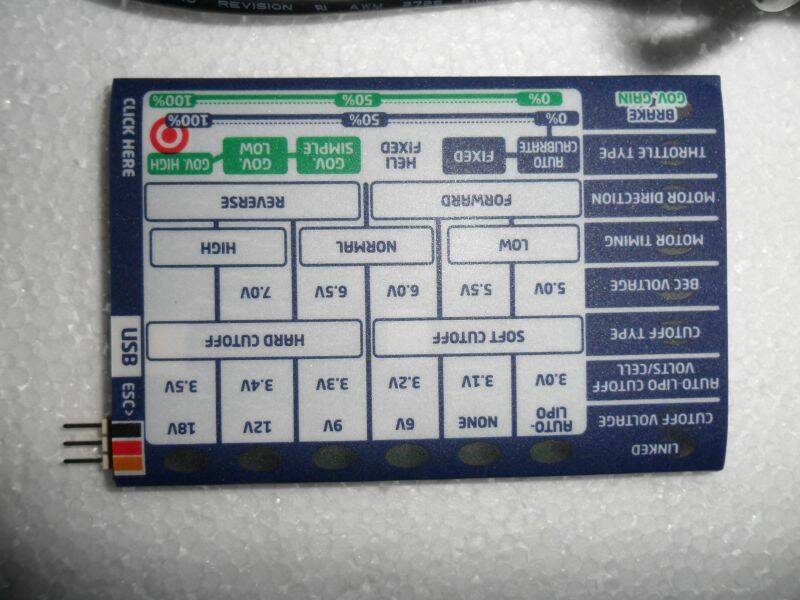 REVISION
AWM
LINKED
CUTOFF VOLTAGE
AUTO-
LIPO
NONE
6V
9V
12V
18V
AUTO-LIPO CUTOFF
VOLTS/CELL
3.0V
3.1V
3.2V
3.3V
3.4V
3.5V
CUTOFF TYPE
SOFT CUTOFF
HARD CUTOFF
BEC VOLTAGE
5.0V
5.5V
6.0V
6.5V
7.0V
MOTOR TIMING
LOW
NORMAL
HIGH
MOTOR DIRECTION
FORWARD
REVERSE
THROTTLE TYPE
AUTO
CALIBRATE
FIXED
HELI
FIXED
GOV.
SIMPLE
GOV.
LOW
GOV. HIGH
BRAKE
GOV. GAIN
0%
50%
100%
0%
50%
100%
ESC>
USB
CLICK HERE